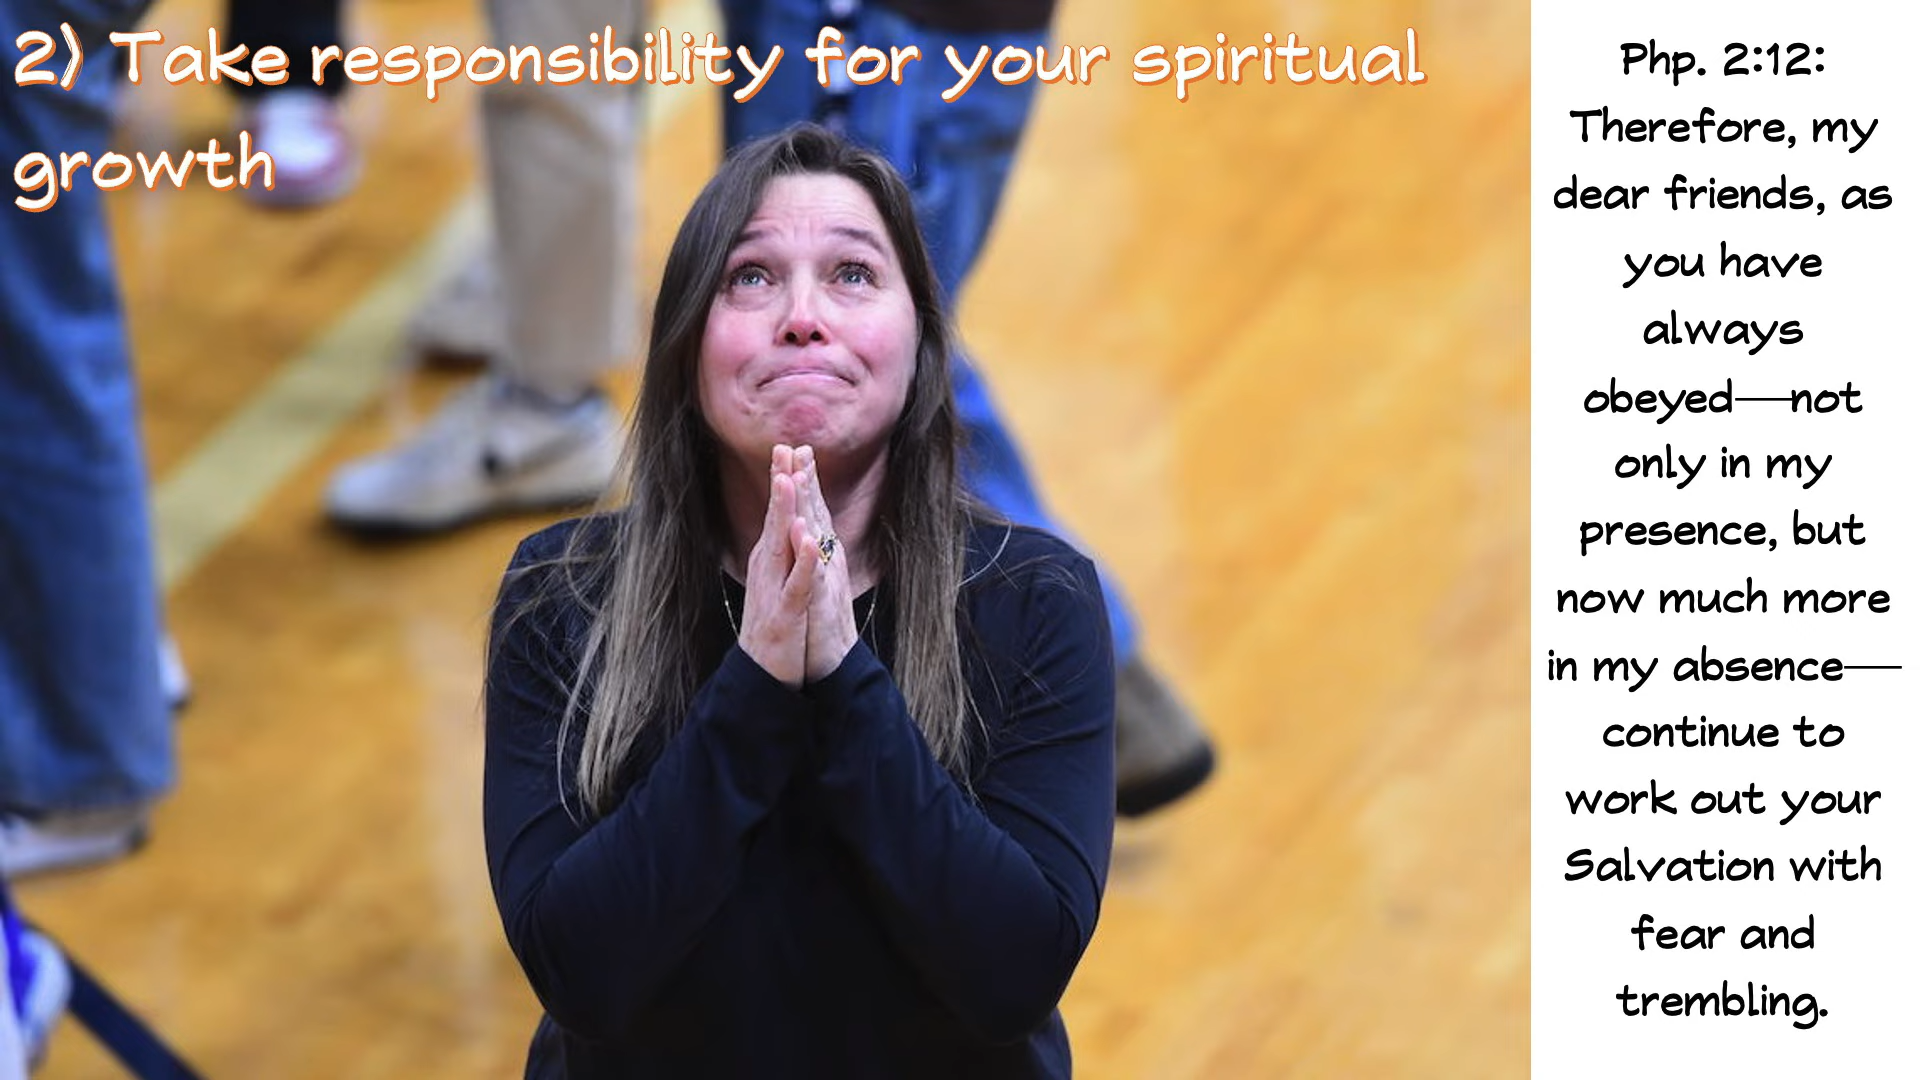 2) Take responsibility for your spiritual
growth
Php. 2:12:
Therefore, my
dear friends, as
you have
always
obeyed—not
only in my
presence, but
now much more
in my absence—
continue to
work out your
Salvation with
fear and
trembling.